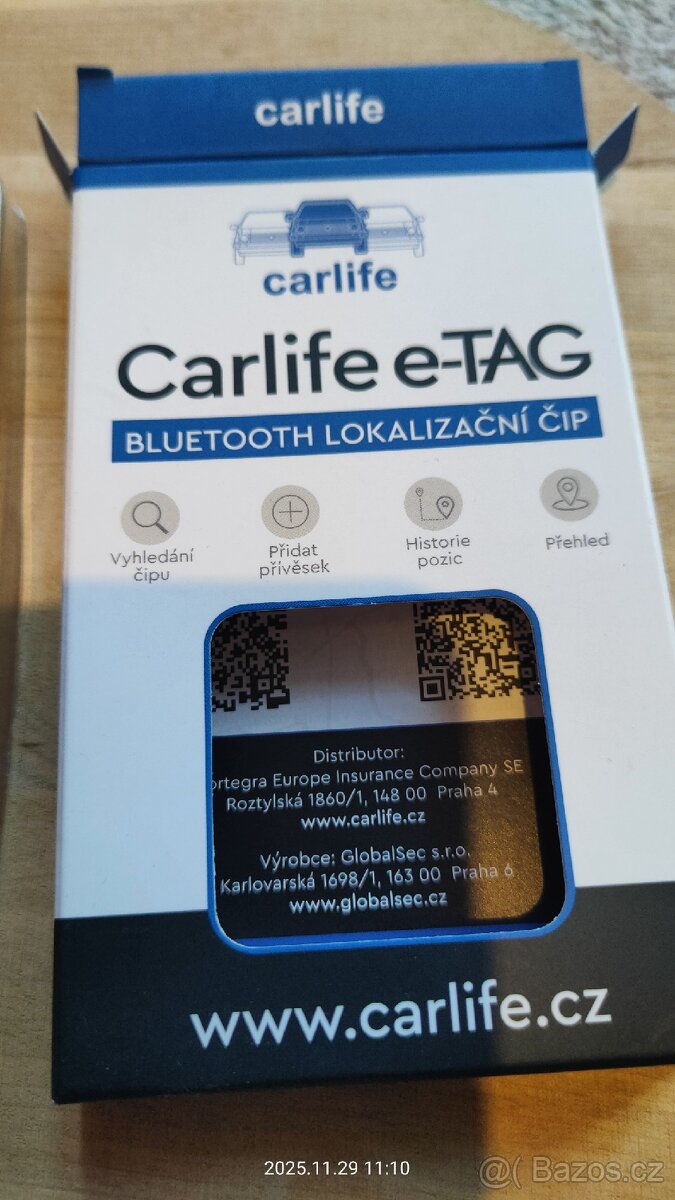 carlife
carlife
Carlife e-TAG
BLUETOOTH LOKALIZAČNÍ ČIP
Vyhledání
čipu
Přidat
přívěsek
Historie
pozic
Přehled
Distributor:
ortegra Europe Insurance Company SE
Roztylská 1860/1, 148 00 Praha 4
www.carlife.cz
Výrobce: GlobalSec s.r.o.
Karlovarská 1698/1, 163 00 Praha 6
www.globalsec.cz
www.carlife.cz
2025.11.29 11:10
@( Bazos.cz